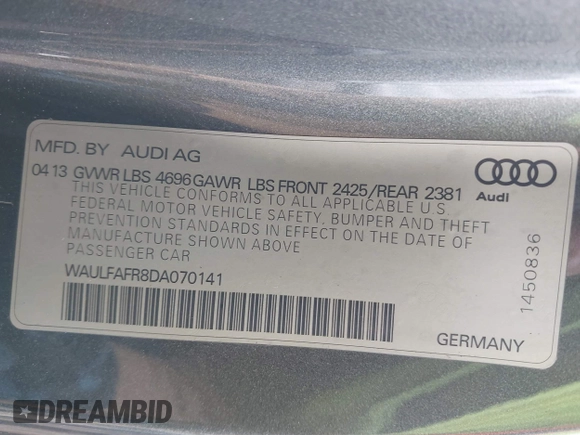 MFD. BY AUDI AG
0413 GVWR LBS 4696 GAWR LBS FRONT 2425/REAR 2381
THIS VEHICLE CONFORMS TO ALL APPLICABLE U.S.
FEDERAL MOTOR VEHICLE SAFETY, BUMPER AND THEFT
PREVENTION STANDARDS IN EFFECT ON THE DATE OF
MANUFACTURE SHOWN ABOVE
PASSENGER CAR
WAULFAFR8DA070141
Audi
1450836
GERMANY
DREAMBID